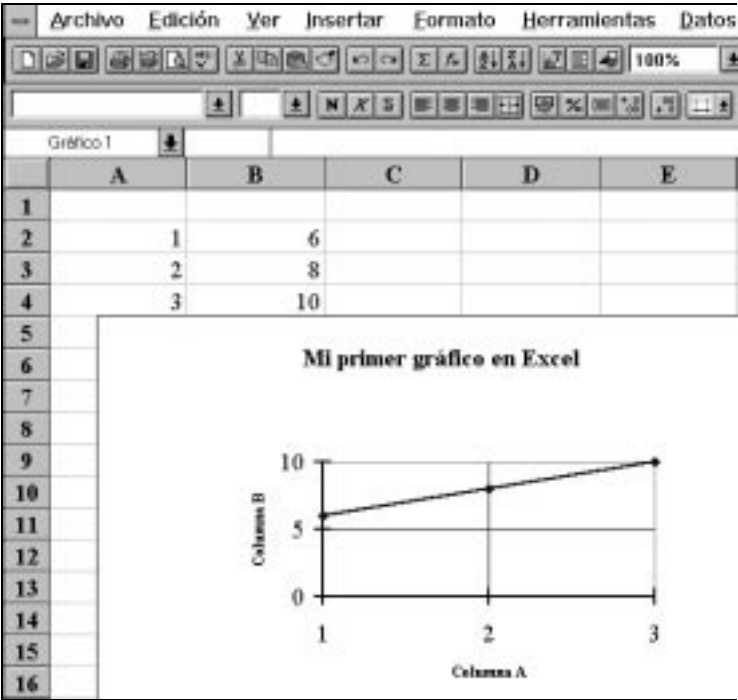 Archivo Edición Ver Insertar Formato Herramientas Datos
100%
N K S %
Gráfico 1
A B C D E
1
2 1 6
3 2 8
4 3 10
5
6
7
8
9
10
11
12
13
14
15
16
Mi primer gráfico en Excel
10
5
0
Columna B
1 2 3
Columna A